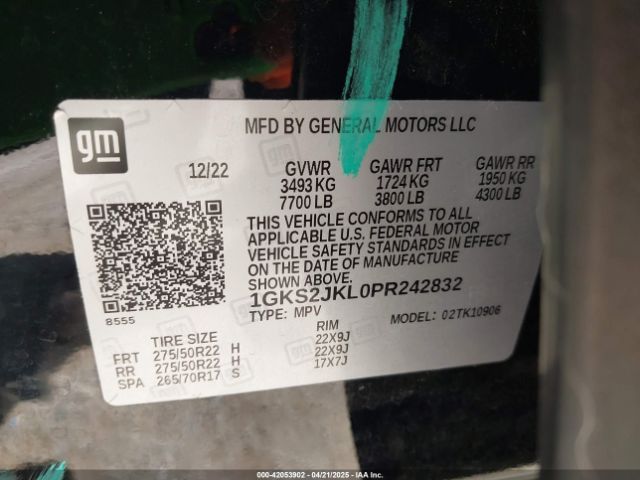 gm
MFD BY GENERAL MOTORS LLC
12/22 GVWR GAWR FRT GAWR RR
3493 KG 1724 KG 1950 KG
7700 LB 3800 LB 4300 LB
THIS VEHICLE CONFORMS TO ALL
APPLICABLE U.S. FEDERAL MOTOR
VEHICLE SAFETY STANDARDS IN EFFECT
ON THE DATE OF MANUFACTURE
SHOWN ABOVE.
1GKS2JKL0PR242832
8555
TYPE: MPV MODEL: 02TK10906
TIRE SIZE RIM
FRT 275/50R22 H 22X9J
RR 275/50R22 H 22X9J
SPA 265/70R17 S 17X7J
000-42053902 - 04/21/2025 - IAAI.COM